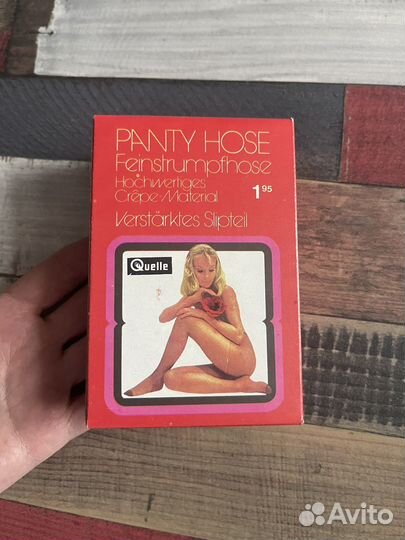 PANTY HOSE
Feinstrumpfhose
Hochwertiges
Crêpe-Material
1 95
Verstärktes Slipteil
Quelle
Avito